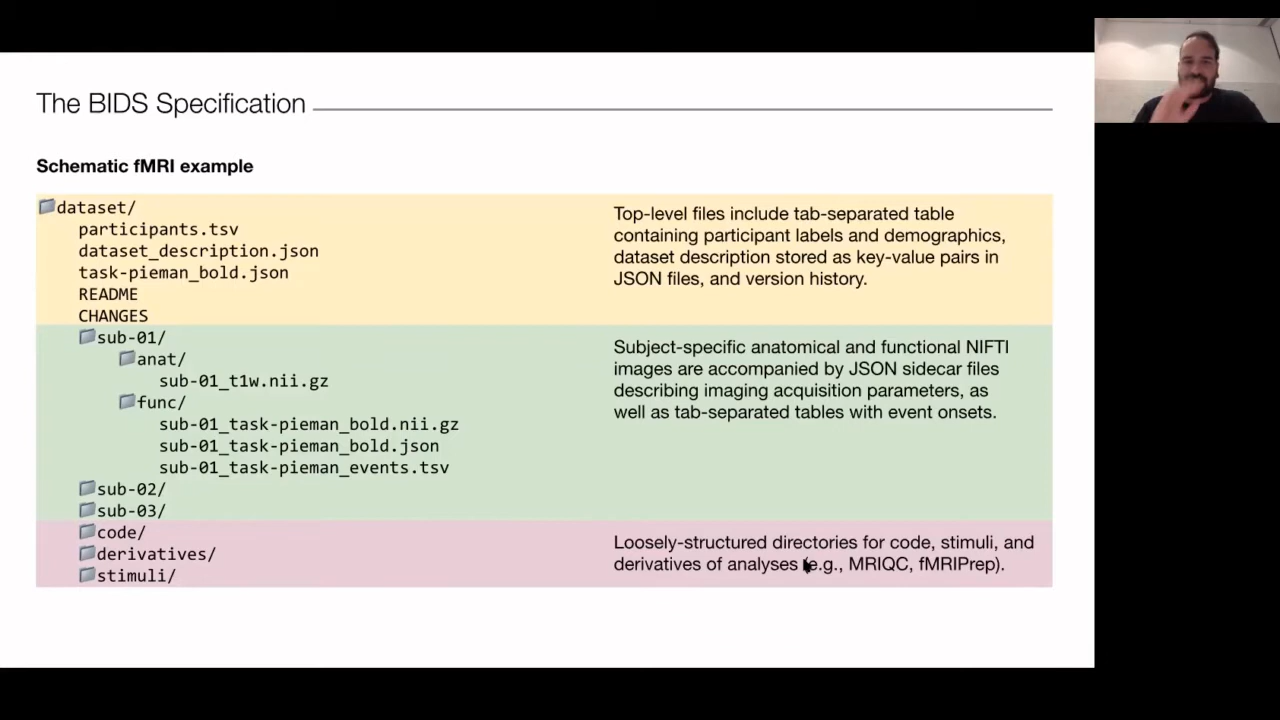 The BIDS Specification
Schematic fMRI example
dataset/
participants.tsv
dataset_description.json
task-pieman_bold.json
README
CHANGES
Top-level files include tab-separated table
containing participant labels and demographics,
dataset description stored as key-value pairs in
JSON files, and version history.
sub-01/
anat/
sub-01_t1w.nii.gz
func/
sub-01_task-pieman_bold.nii.gz
sub-01_task-pieman_bold.json
sub-01_task-pieman_events.tsv
sub-02/
sub-03/
Subject-specific anatomical and functional NIFTI
images are accompanied by JSON sidecar files
describing imaging acquisition parameters, as
well as tab-separated tables with event onsets.
code/
derivatives/
stimuli/
Loosely-structured directories for code, stimuli, and
derivatives of analyses (e.g., MRIQC, fMRIPrep).